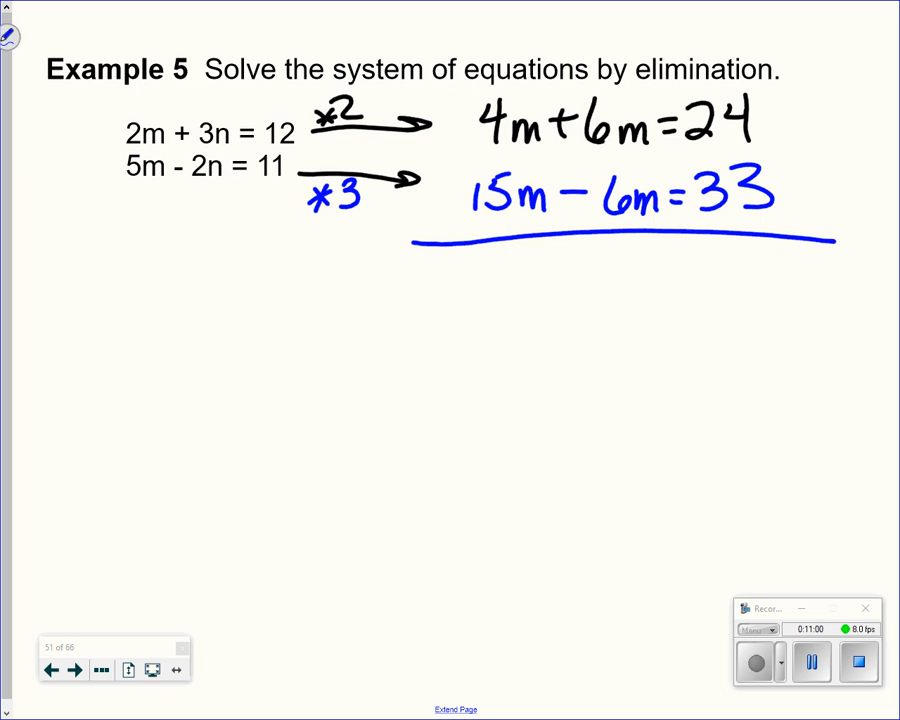 Example 5 Solve the system of equations by elimination.
2m + 3n = 12
*2
4m+6m=24
5m - 2n = 11
*3
15m - 6m = 33
Recor...
0:11:00
8.0 fps
51 of 66
Extend Page